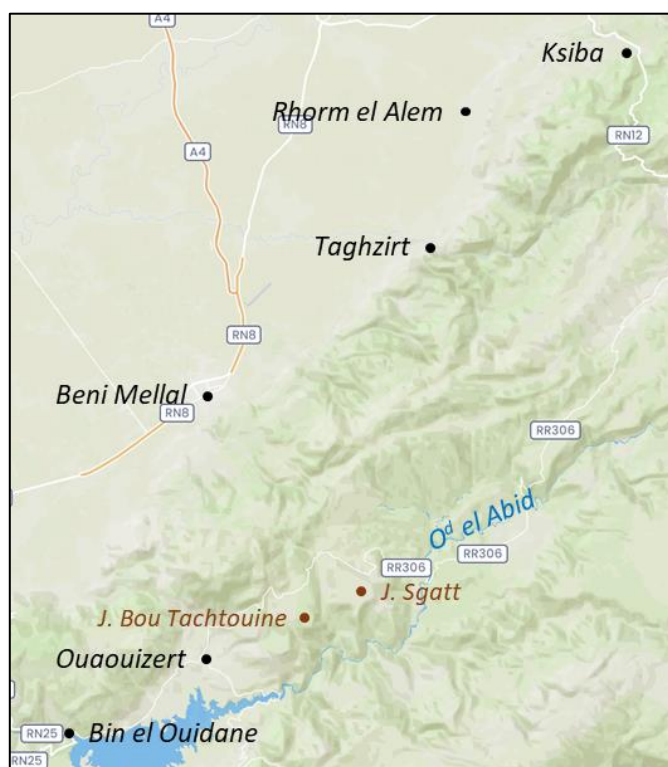 A4
Ksiba
Rhorm el Alem
RN8
RN12
A4
Taghzirt
RN8
Beni Mellal
RN8
RR306
Oᵈ el Abid
RR306
RR306
J. Sgatt
J. Bou Tachtouine
Ouaouizert
RN25
Bin el Ouidane
RN25